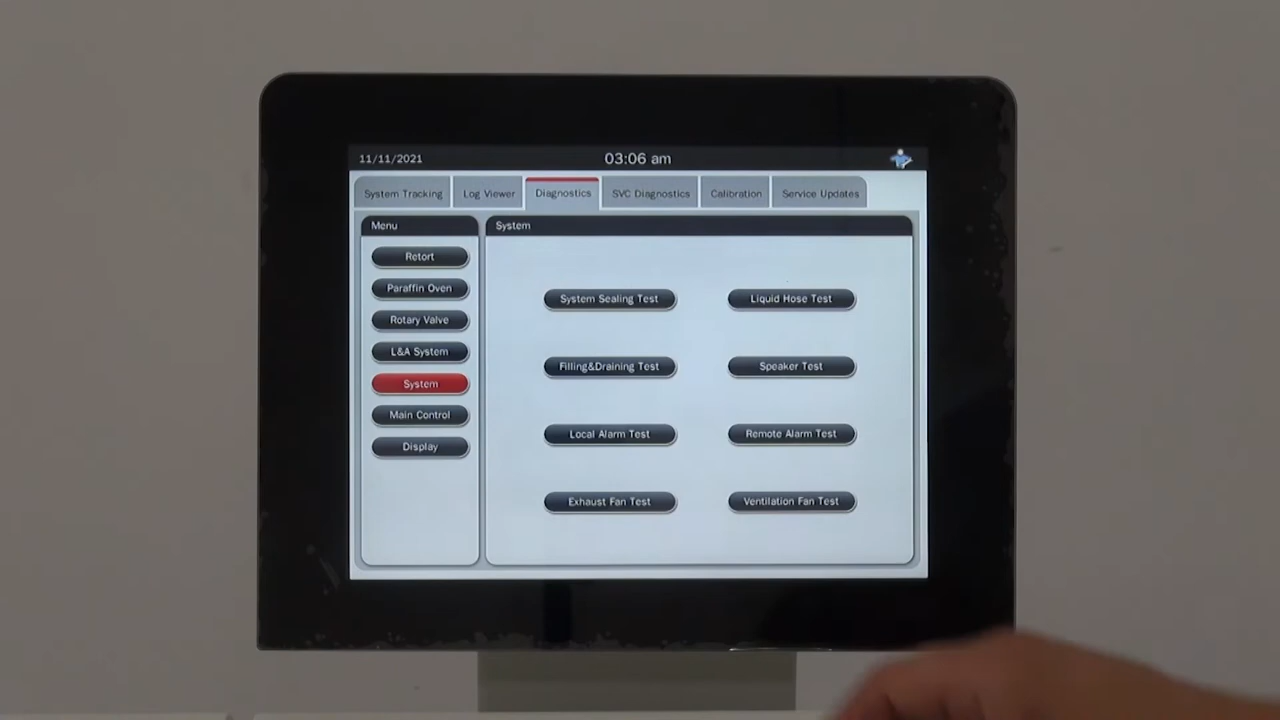 11/11/2021 03:06 am
System Tracking Log Viewer Diagnostics SVC Diagnostics Calibration Service Updates
Menu
Retort
Paraffin Oven
Rotary Valve
L&A System
System
Main Control
Display
System
System Sealing Test Liquid Hose Test
Filling&Draining Test Speaker Test
Local Alarm Test Remote Alarm Test
Exhaust Fan Test Ventilation Fan Test